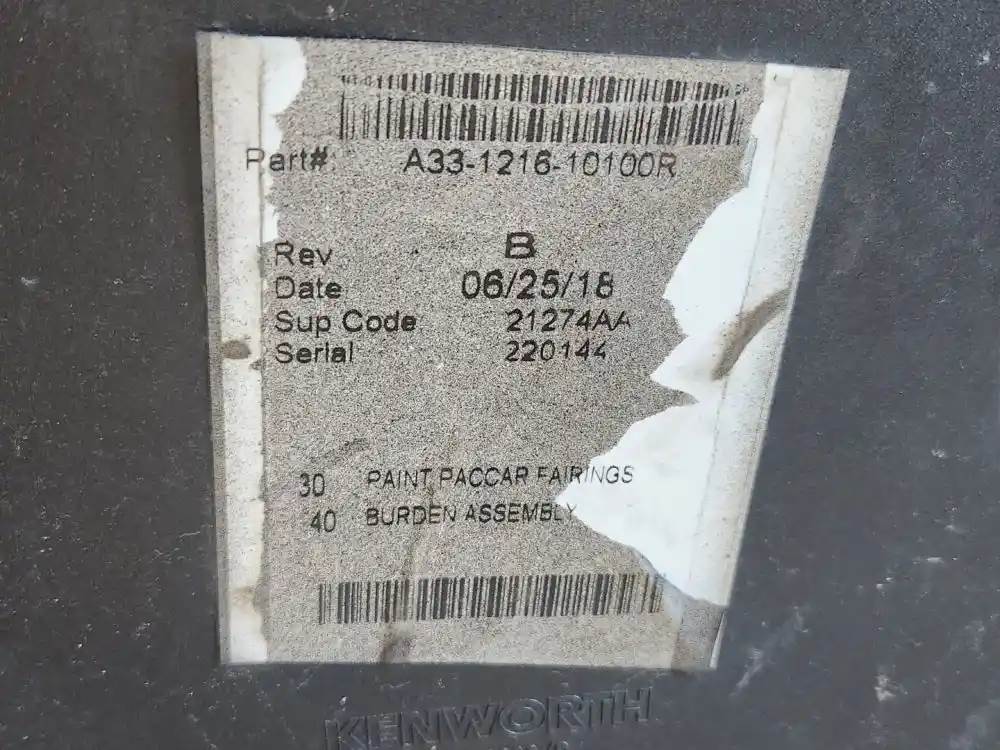 Part# A33-1216-10100R
Rev B
Date 06/25/18
Sup Code 21274AA
Serial 220144
30 PAINT PACCAR FAIRINGS
40 BURDEN ASSEMBLY
KENWORTH